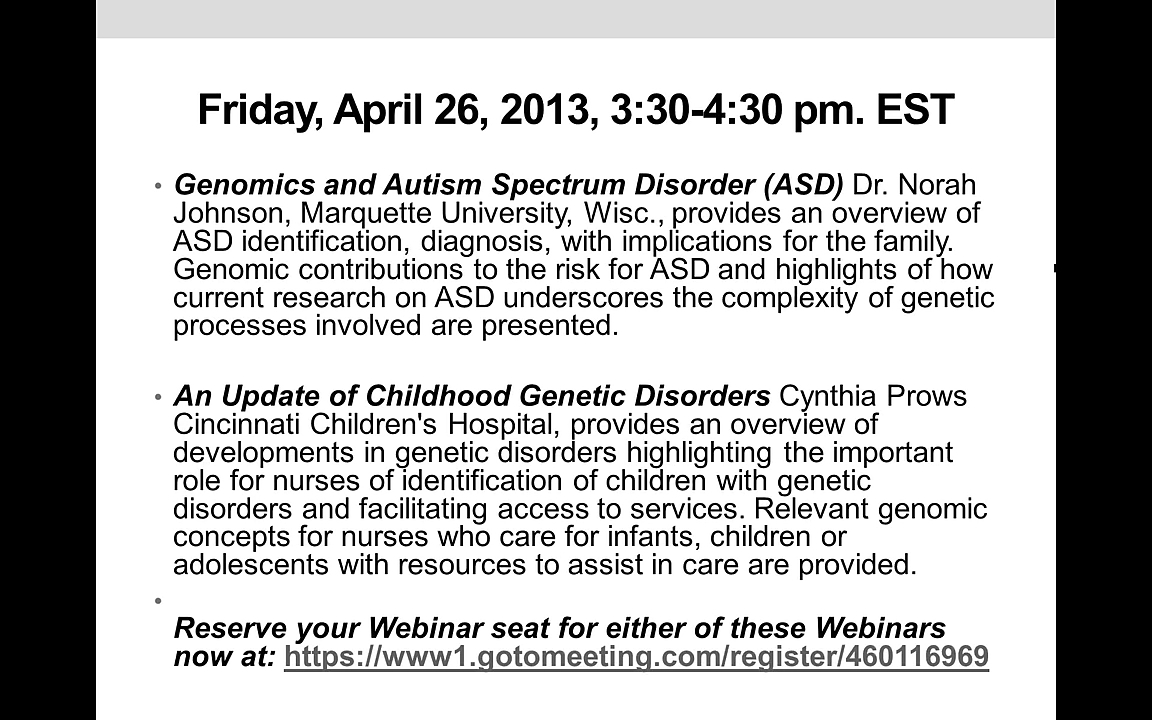 Friday, April 26, 2013, 3:30-4:30 pm. EST
• Genomics and Autism Spectrum Disorder (ASD) Dr. Norah
Johnson, Marquette University, Wisc., provides an overview of
ASD identification, diagnosis, with implications for the family.
Genomic contributions to the risk for ASD and highlights of how
current research on ASD underscores the complexity of genetic
processes involved are presented.
• An Update of Childhood Genetic Disorders Cynthia Prows
Cincinnati Children's Hospital, provides an overview of
developments in genetic disorders highlighting the important
role for nurses of identification of children with genetic
disorders and facilitating access to services. Relevant genomic
concepts for nurses who care for infants, children or
adolescents with resources to assist in care are provided.
•
Reserve your Webinar seat for either of these Webinars
now at: https://www1.gotomeeting.com/register/460116969